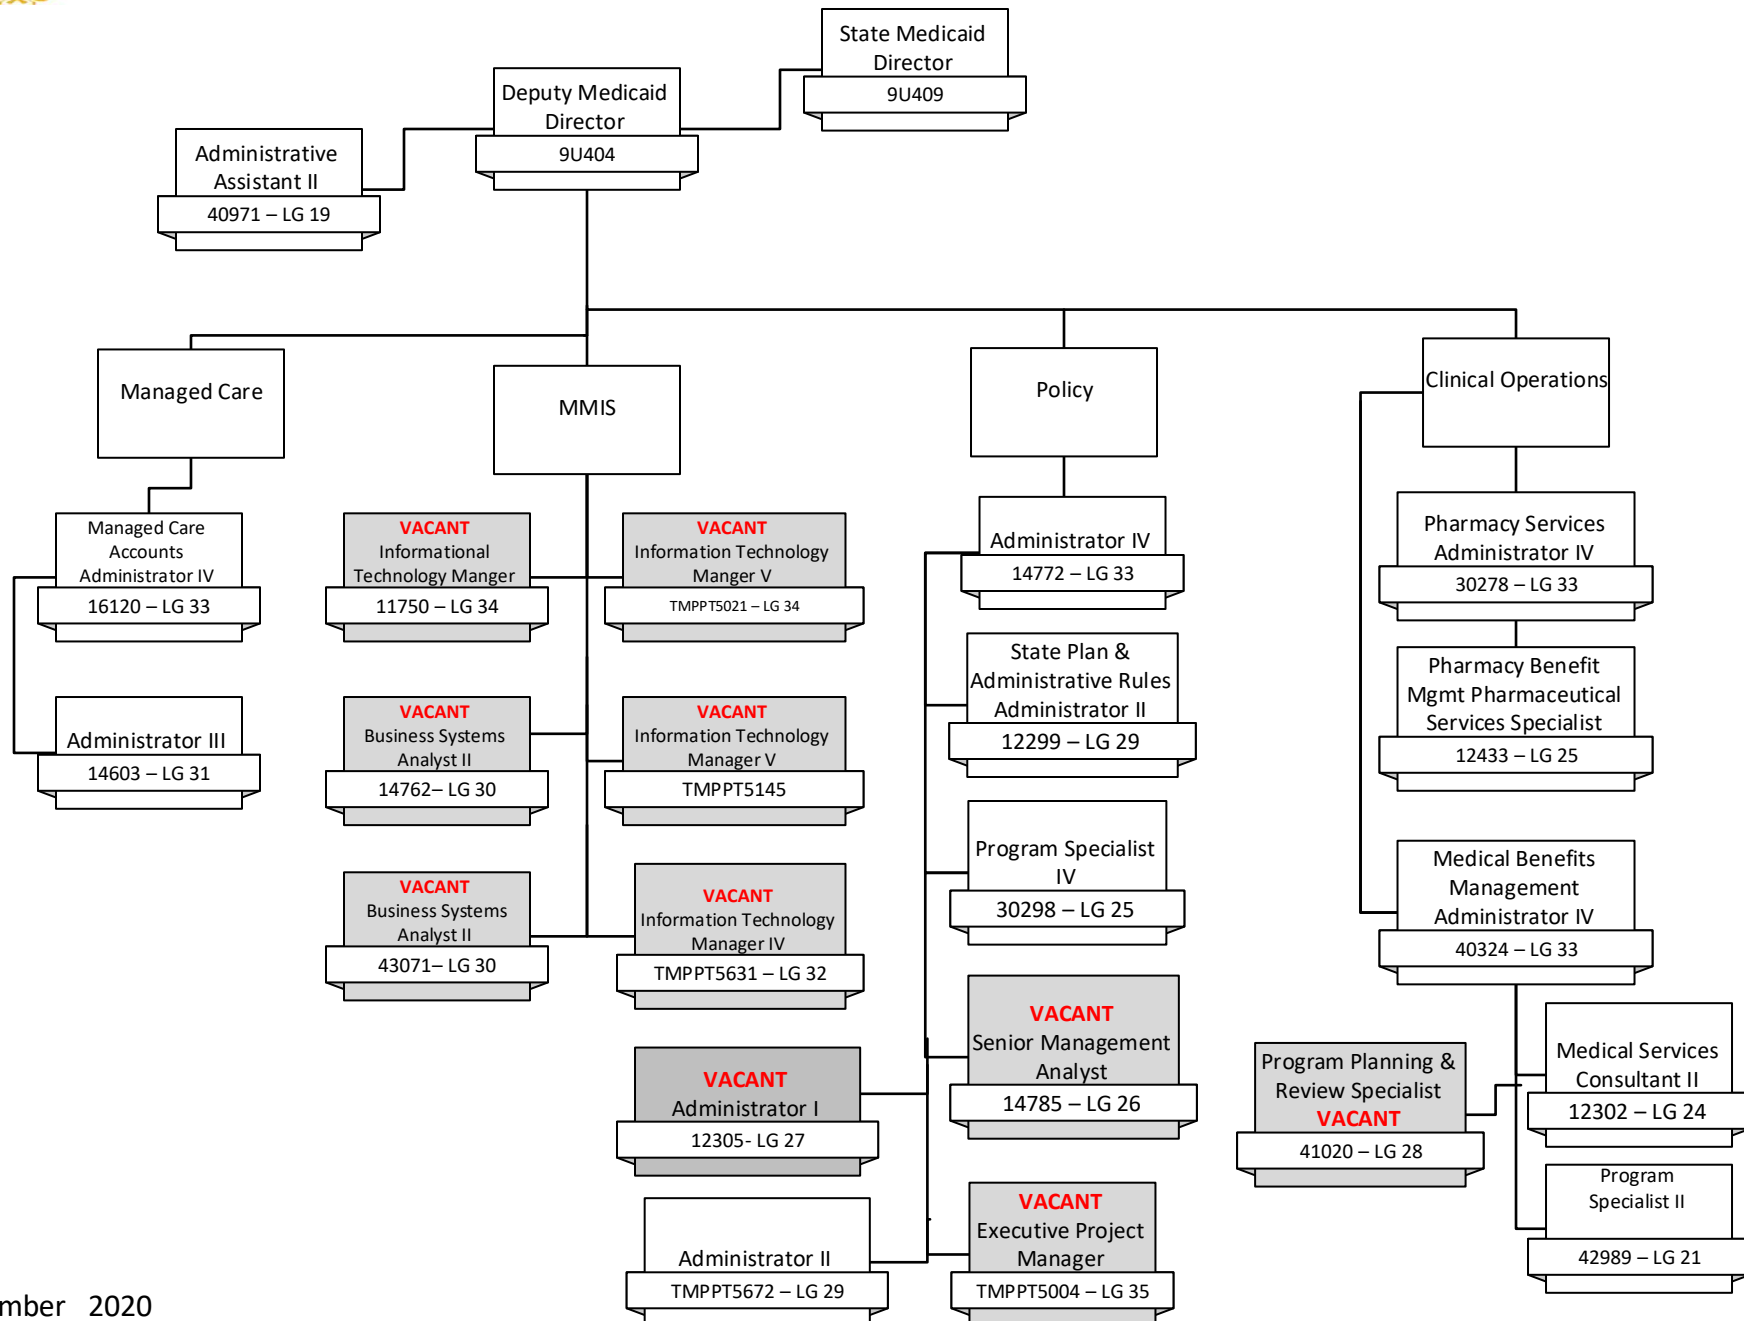 State Medicaid
Director
9U409
Deputy Medicaid
Director
9U404
Administrative
Assistant II
40971 – LG 19
Managed Care
MMIS
Policy
Clinical Operations
Managed Care
Accounts
Administrator IV
16120 – LG 33
Administrator III
14603 – LG 31
VACANT
Informational
Technology Manger
11750 – LG 34
VACANT
Information Technology
Manger V
TMPPT5021 – LG 34
VACANT
Business Systems
Analyst II
14762– LG 30
VACANT
Information Technology
Manager V
TMPPT5145
VACANT
Business Systems
Analyst II
43071– LG 30
VACANT
Information Technology
Manager IV
TMPPT5631 – LG 32
Administrator IV
14772 – LG 33
State Plan &
Administrative Rules
Administrator II
12299 – LG 29
Program Specialist
IV
30298 – LG 25
VACANT
Senior Management
Analyst
14785 – LG 26
VACANT
Administrator I
12305- LG 27
Administrator II
TMPPT5672 – LG 29
VACANT
Executive Project
Manager
TMPPT5004 – LG 35
Pharmacy Services
Administrator IV
30278 – LG 33
Pharmacy Benefit
Mgmt Pharmaceutical
Services Specialist
12433 – LG 25
Medical Benefits
Management
Administrator IV
40324 – LG 33
Program Planning &
Review Specialist
VACANT
41020 – LG 28
Medical Services
Consultant II
12302 – LG 24
Program
Specialist II
42989 – LG 21
mber 2020